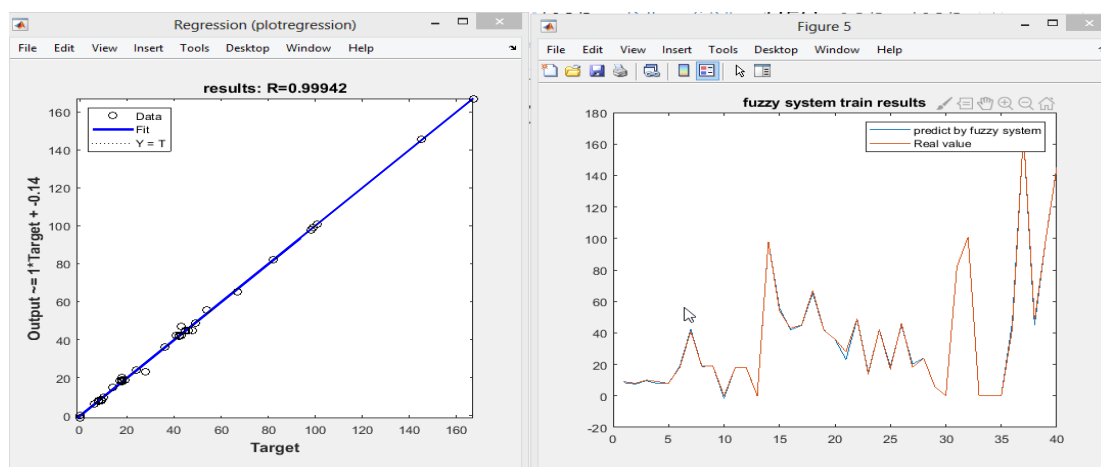 Regression (plotregression)
File Edit View Insert Tools Desktop Window Help
results: R=0.99942
Data
Fit
Y = T
Output ~= 1*Target + -0.14
160
140
120
100
80
60
40
20
0
0 20 40 60 80 100 120 140 160
Target
Figure 5
File Edit View Insert Tools Desktop Window Help
fuzzy system train results
predict by fuzzy system
Real value
180
160
140
120
100
80
60
40
20
0
-20
0 5 10 15 20 25 30 35 40